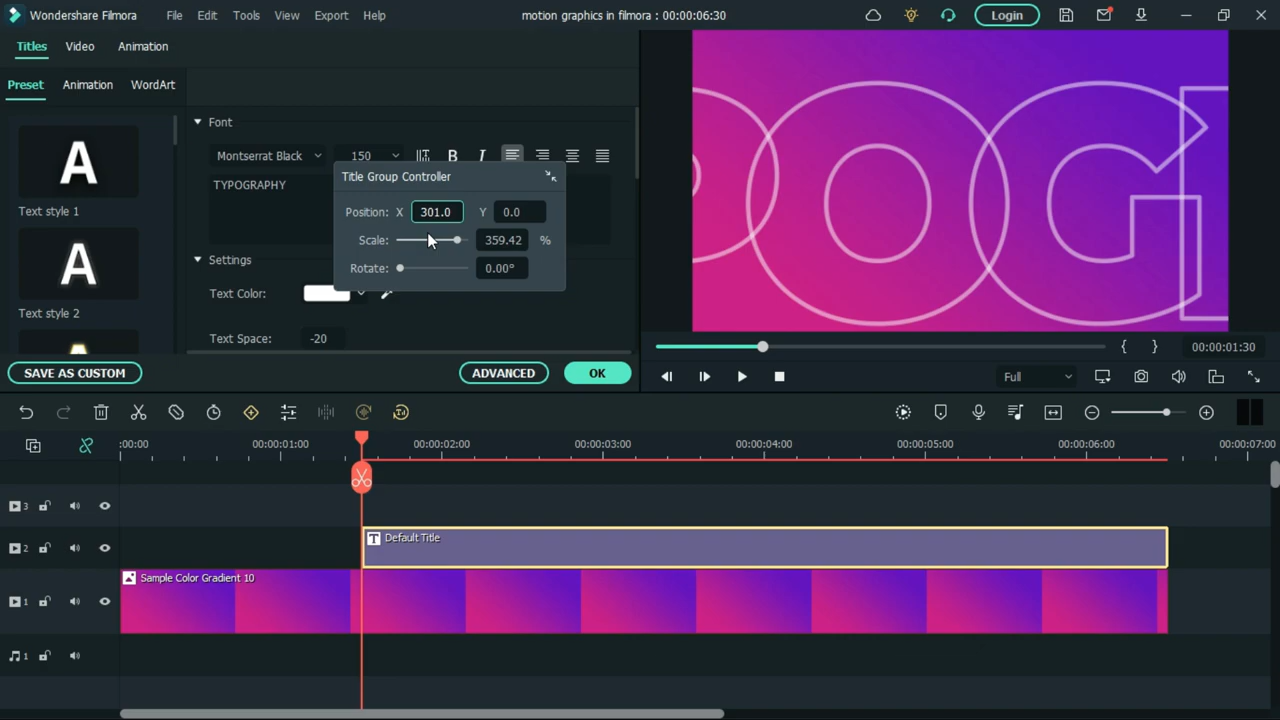 Wondershare Filmora File Edit Tools View Export Help motion graphics in filmora : 00:00:06:30 Login
Titles Video Animation
Preset Animation WordArt
Font
Montserrat Black 150 B I
TYPOGRAPHY
Title Group Controller
Position: X 301.0 Y 0.0
Scale: 359.42 %
Rotate: 0.00°
A
Text style 1
A
Text style 2
Settings
Text Color:
Text Space: -20
SAVE AS CUSTOM ADVANCED OK
OG
{ } 00:00:01:30
Full
:00:00 00:00:01:00 00:00:02:00 00:00:03:00 00:00:04:00 00:00:05:00 00:00:06:00 00:00:07:00
3
2 T Default Title
1 Sample Color Gradient 10
1